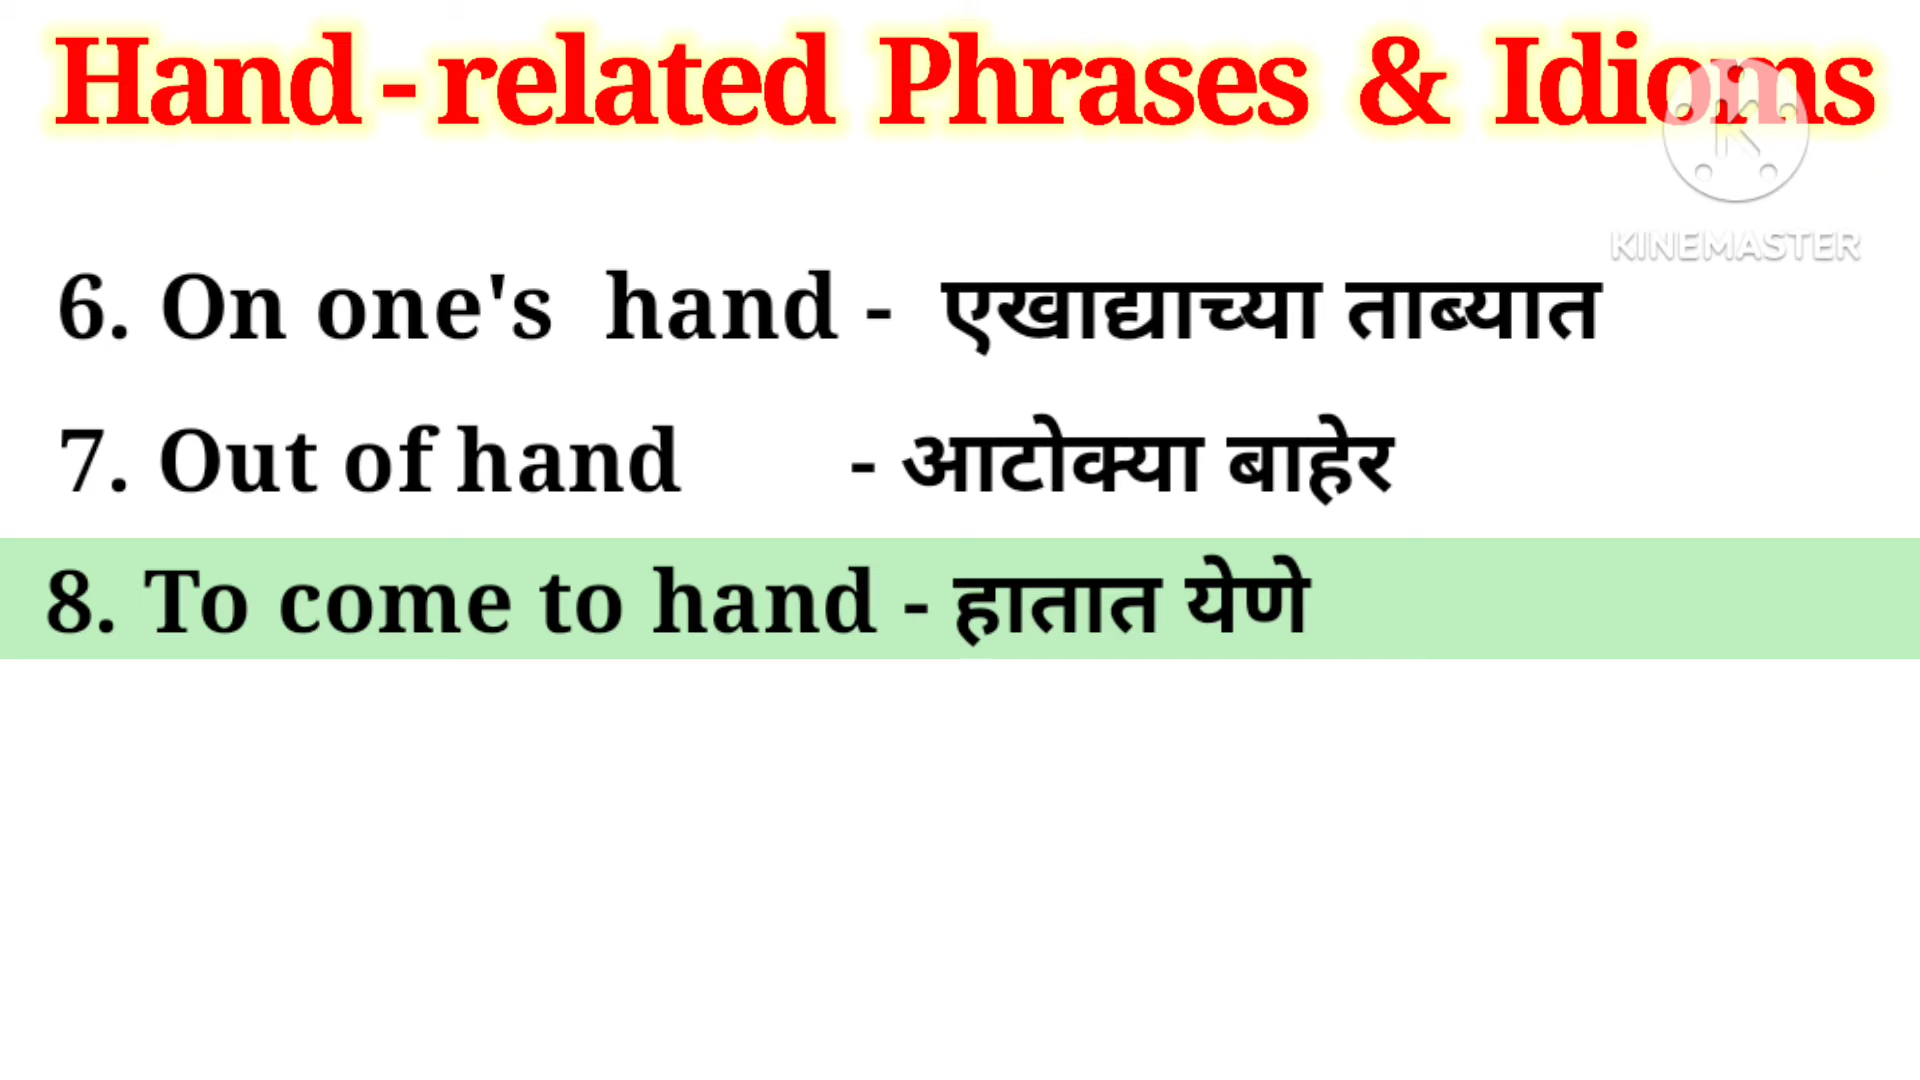 Hand-related Phrases & Idioms
KINEMASTER
6. On one's hand - एखाद्याच्या ताब्यात
7. Out of hand - आटोक्या बाहेर
8. To come to hand - हातात येणे